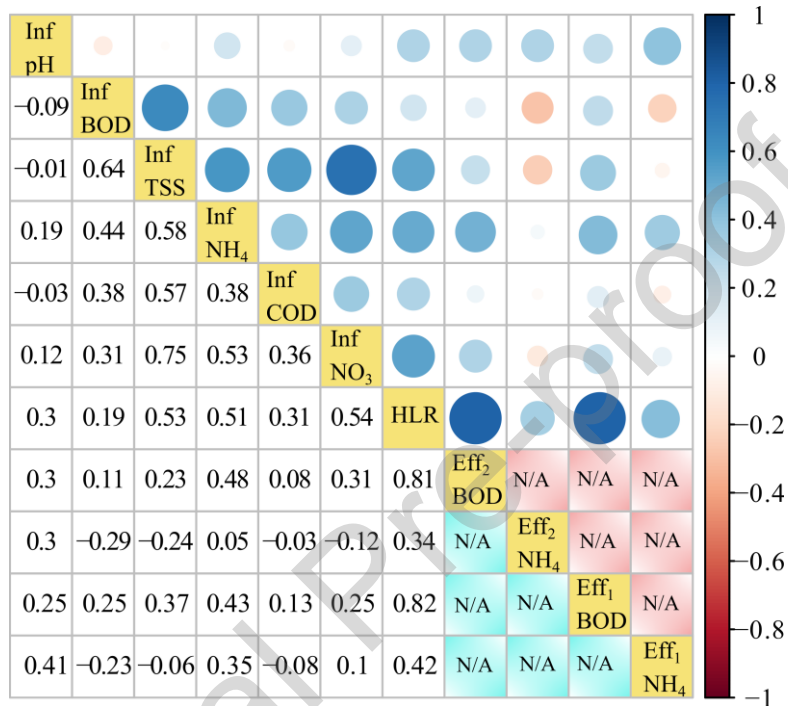 Inf
pH
−0.09 Inf
BOD
−0.01 0.64 Inf
TSS
0.19 0.44 0.58 Inf
NH₄
−0.03 0.38 0.57 0.38 Inf
COD
0.12 0.31 0.75 0.53 0.36 Inf
NO₃
0.3 0.19 0.53 0.51 0.31 0.54 HLR
0.3 0.11 0.23 0.48 0.08 0.31 0.81 Eff₂
BOD N/A N/A N/A
0.3 −0.29 −0.24 0.05 −0.03 −0.12 0.34 N/A Eff₂
NH₄ N/A N/A
0.25 0.25 0.37 0.43 0.13 0.25 0.82 N/A N/A Eff₁
BOD N/A
0.41 −0.23 −0.06 0.35 −0.08 0.1 0.42 N/A N/A N/A Eff₁
NH₄
1
0.8
0.6
0.4
0.2
0
−0.2
−0.4
−0.6
−0.8
−1
al Pre-proof